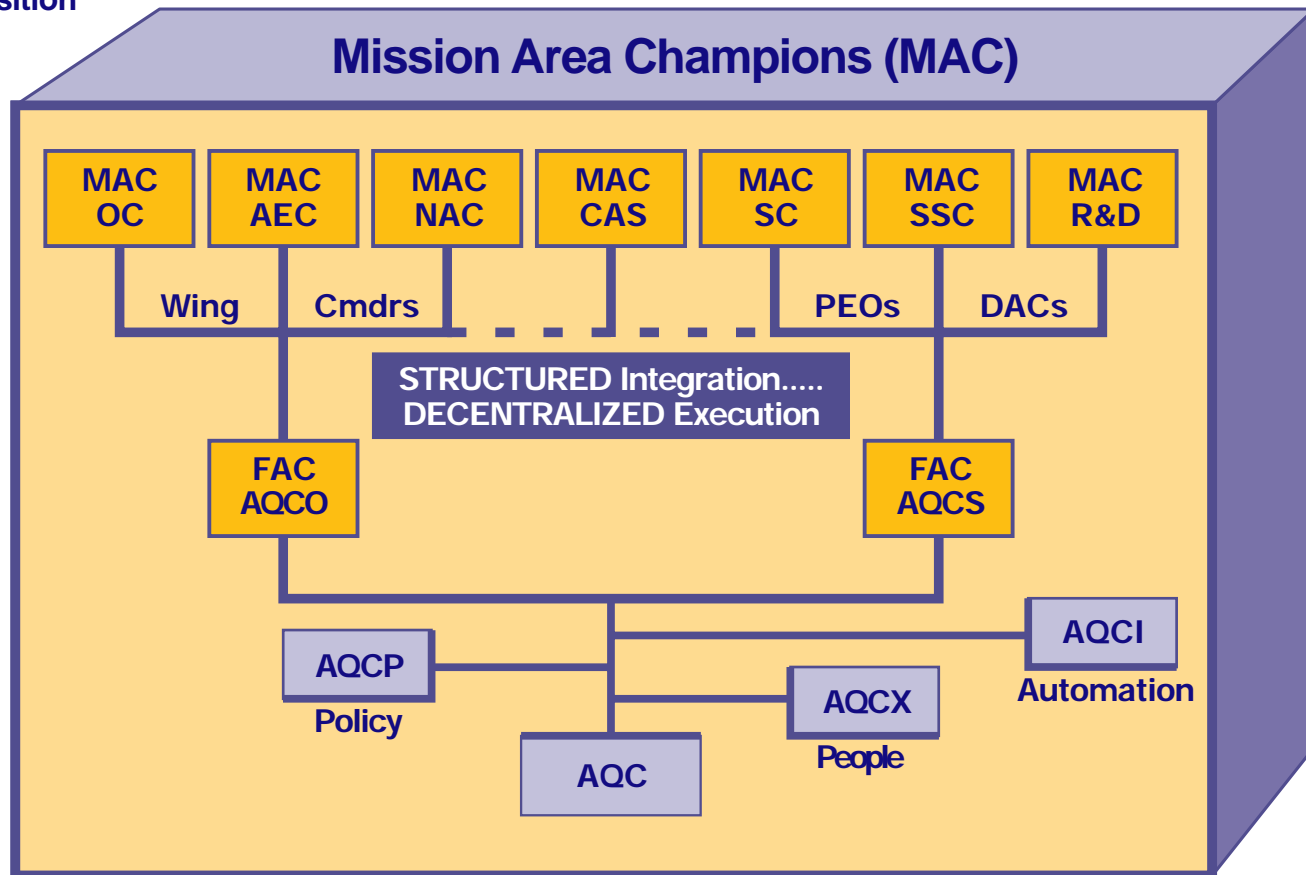 Mission Area Champions (MAC)
MAC
OC
MAC
AEC
MAC
NAC
MAC
CAS
MAC
SC
MAC
SSC
MAC
R&D
Wing
Cmdrs
PEOs
DACs
STRUCTURED Integration.....
DECENTRALIZED Execution
FAC
AQCO
FAC
AQCS
AQCI
Automation
AQCP
Policy
AQCX
People
AQC